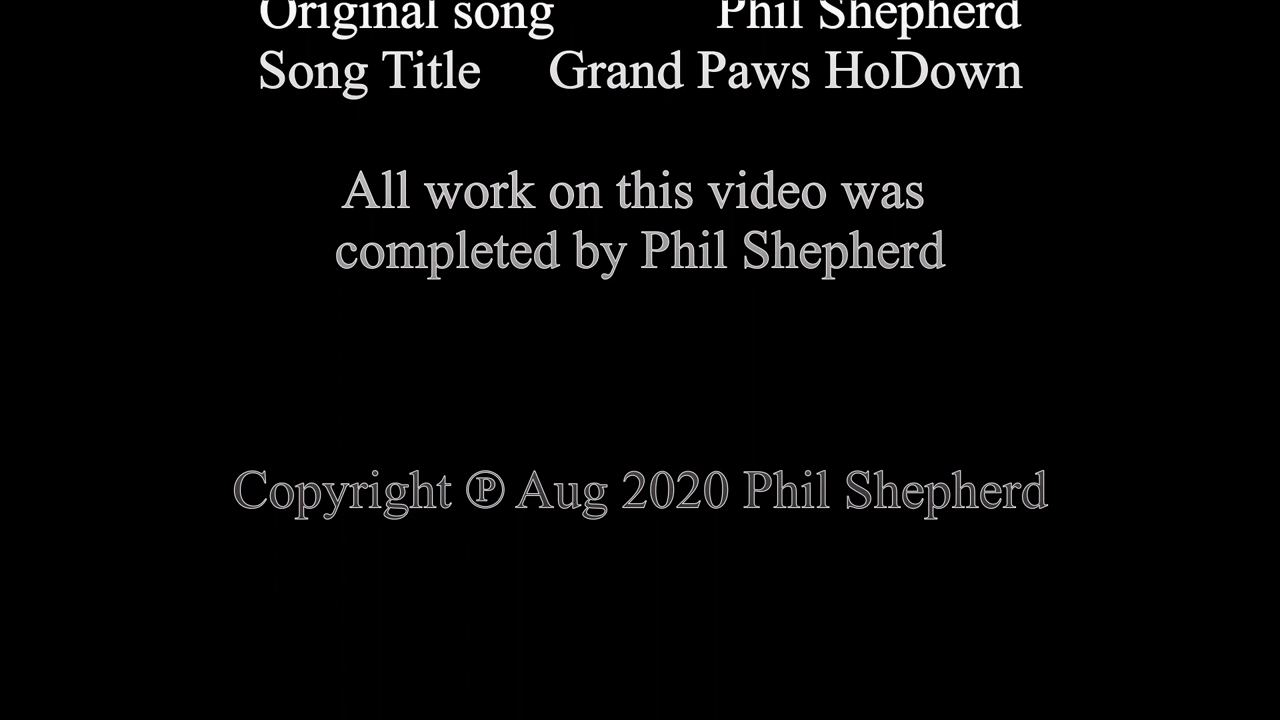 Original song Phil Shepherd
Song Title Grand Paws HoDown
All work on this video was
completed by Phil Shepherd
Copyright ℗ Aug 2020 Phil Shepherd